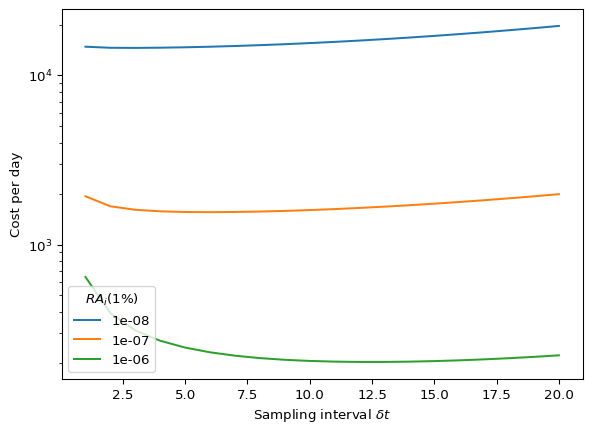 Cost per day
10^4
10^3
RA_i(1%)
1e-08
1e-07
1e-06
2.5 5.0 7.5 10.0 12.5 15.0 17.5 20.0
Sampling interval δt